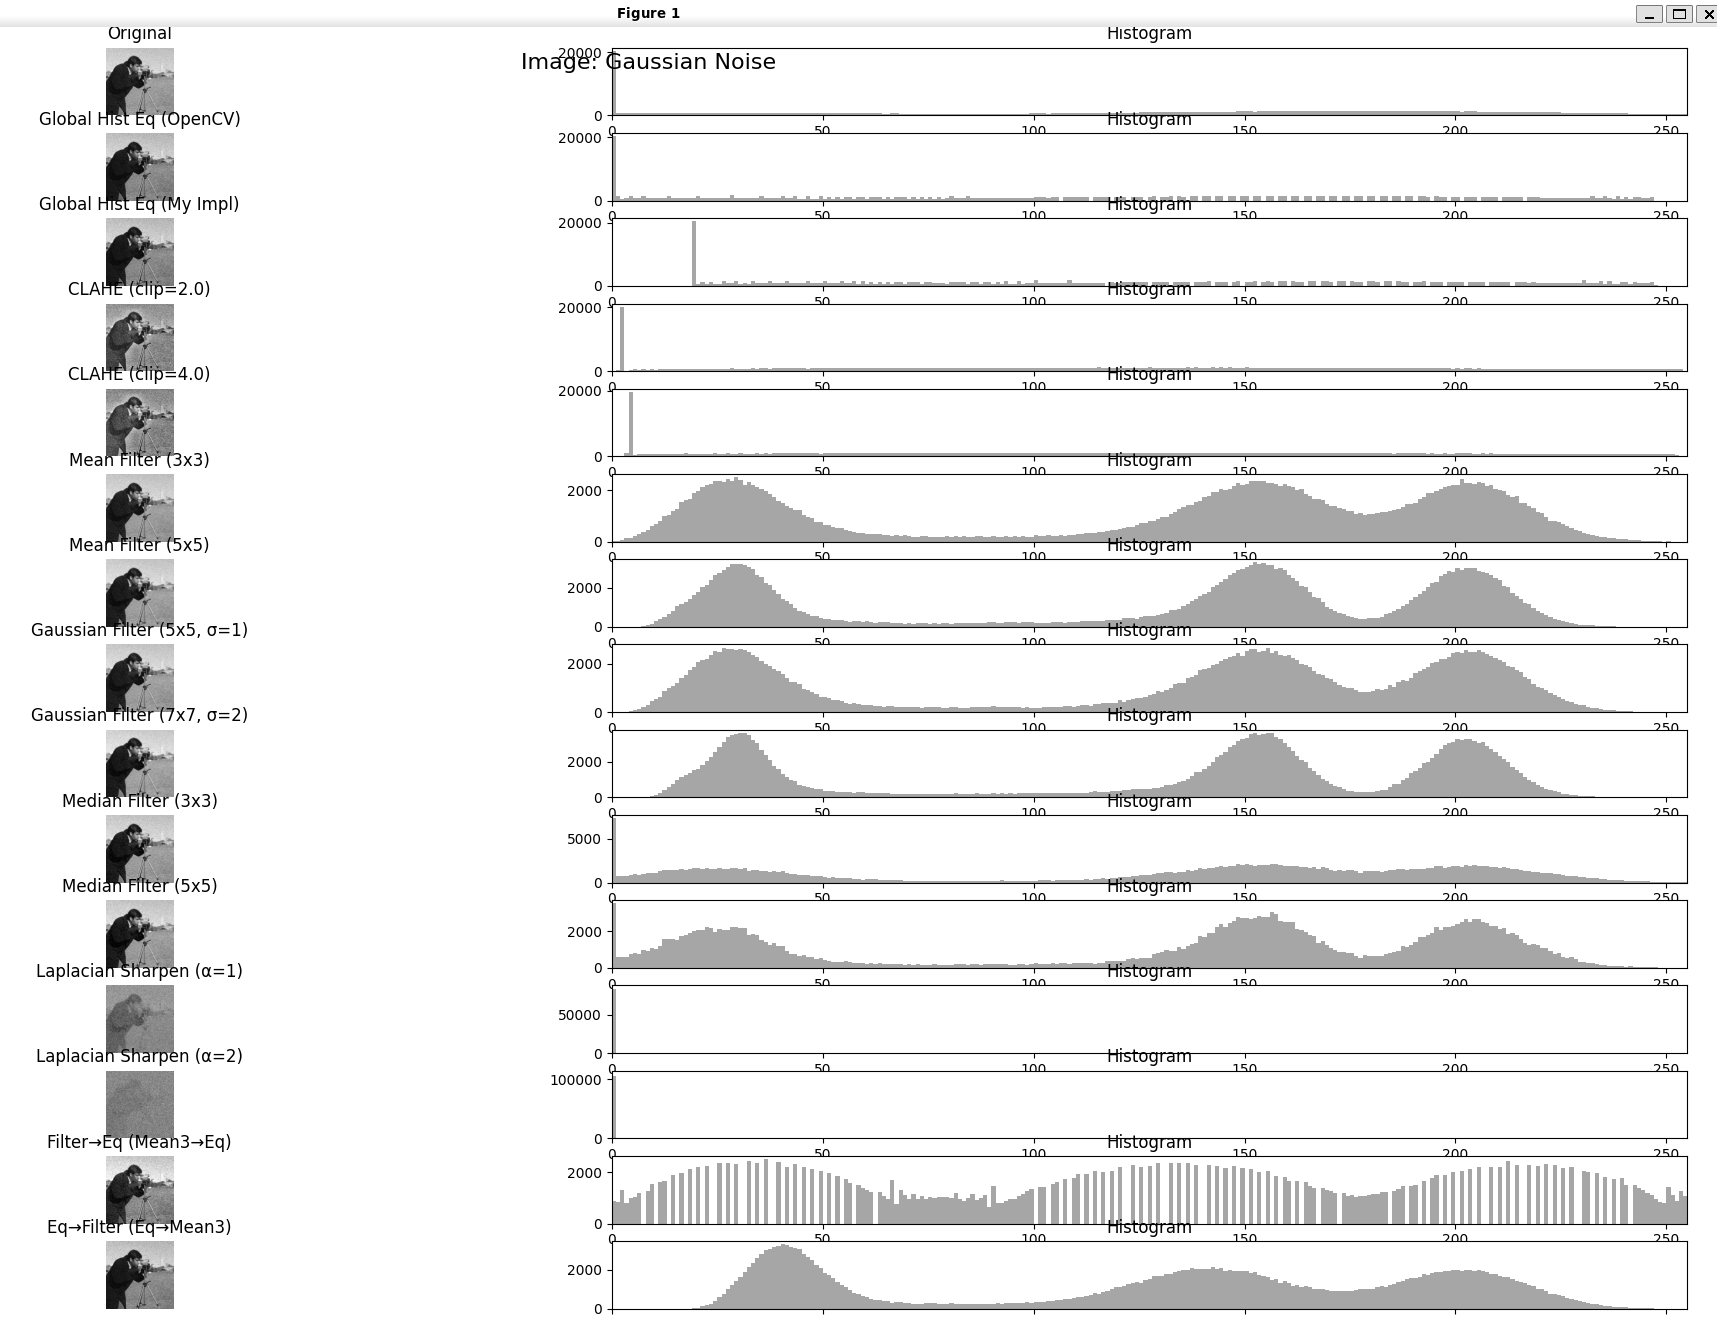 Figure 1
Original
Histogram
Image: Gaussian Noise
20000
0
0 50 100 150 200 250
Global Hist Eq (OpenCV)
Histogram
20000
0
0 50 100 150 200 250
Global Hist Eq (My Impl)
Histogram
20000
0
0 50 100 150 200 250
CLAHE (clip=2.0)
Histogram
20000
0
0 50 100 150 200 250
CLAHE (clip=4.0)
Histogram
20000
0
0 50 100 150 200 250
Mean Filter (3x3)
Histogram
2000
0
0 50 100 150 200 250
Mean Filter (5x5)
Histogram
2000
0
0 50 100 150 200 250
Gaussian Filter (5x5, σ=1)
Histogram
2000
0
0 50 100 150 200 250
Gaussian Filter (7x7, σ=2)
Histogram
2000
0
0 50 100 150 200 250
Median Filter (3x3)
Histogram
5000
0
0 50 100 150 200 250
Median Filter (5x5)
Histogram
2000
0
0 50 100 150 200 250
Laplacian Sharpen (α=1)
Histogram
50000
0
0 50 100 150 200 250
Laplacian Sharpen (α=2)
Histogram
100000
0
0 50 100 150 200 250
Filter→Eq (Mean3→Eq)
Histogram
2000
0
0 50 100 150 200 250
Eq→Filter (Eq→Mean3)
Histogram
2000
0